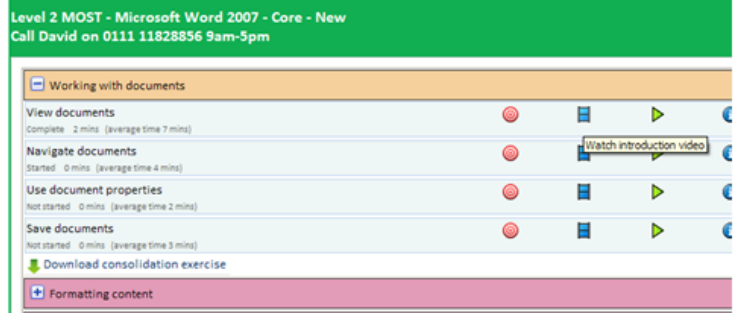 Level 2 MOST - Microsoft Word 2007 - Core - New
Call David on 0111 11828856 9am-5pm
Working with documents
View documents
Complete 2 mins (average time 7 mins)
Watch introduction video
Navigate documents
Started 0 mins (average time 4 mins)
Use document properties
Not started 0 mins (average time 2 mins)
Save documents
Not started 0 mins (average time 3 mins)
Download consolidation exercise
Formatting content